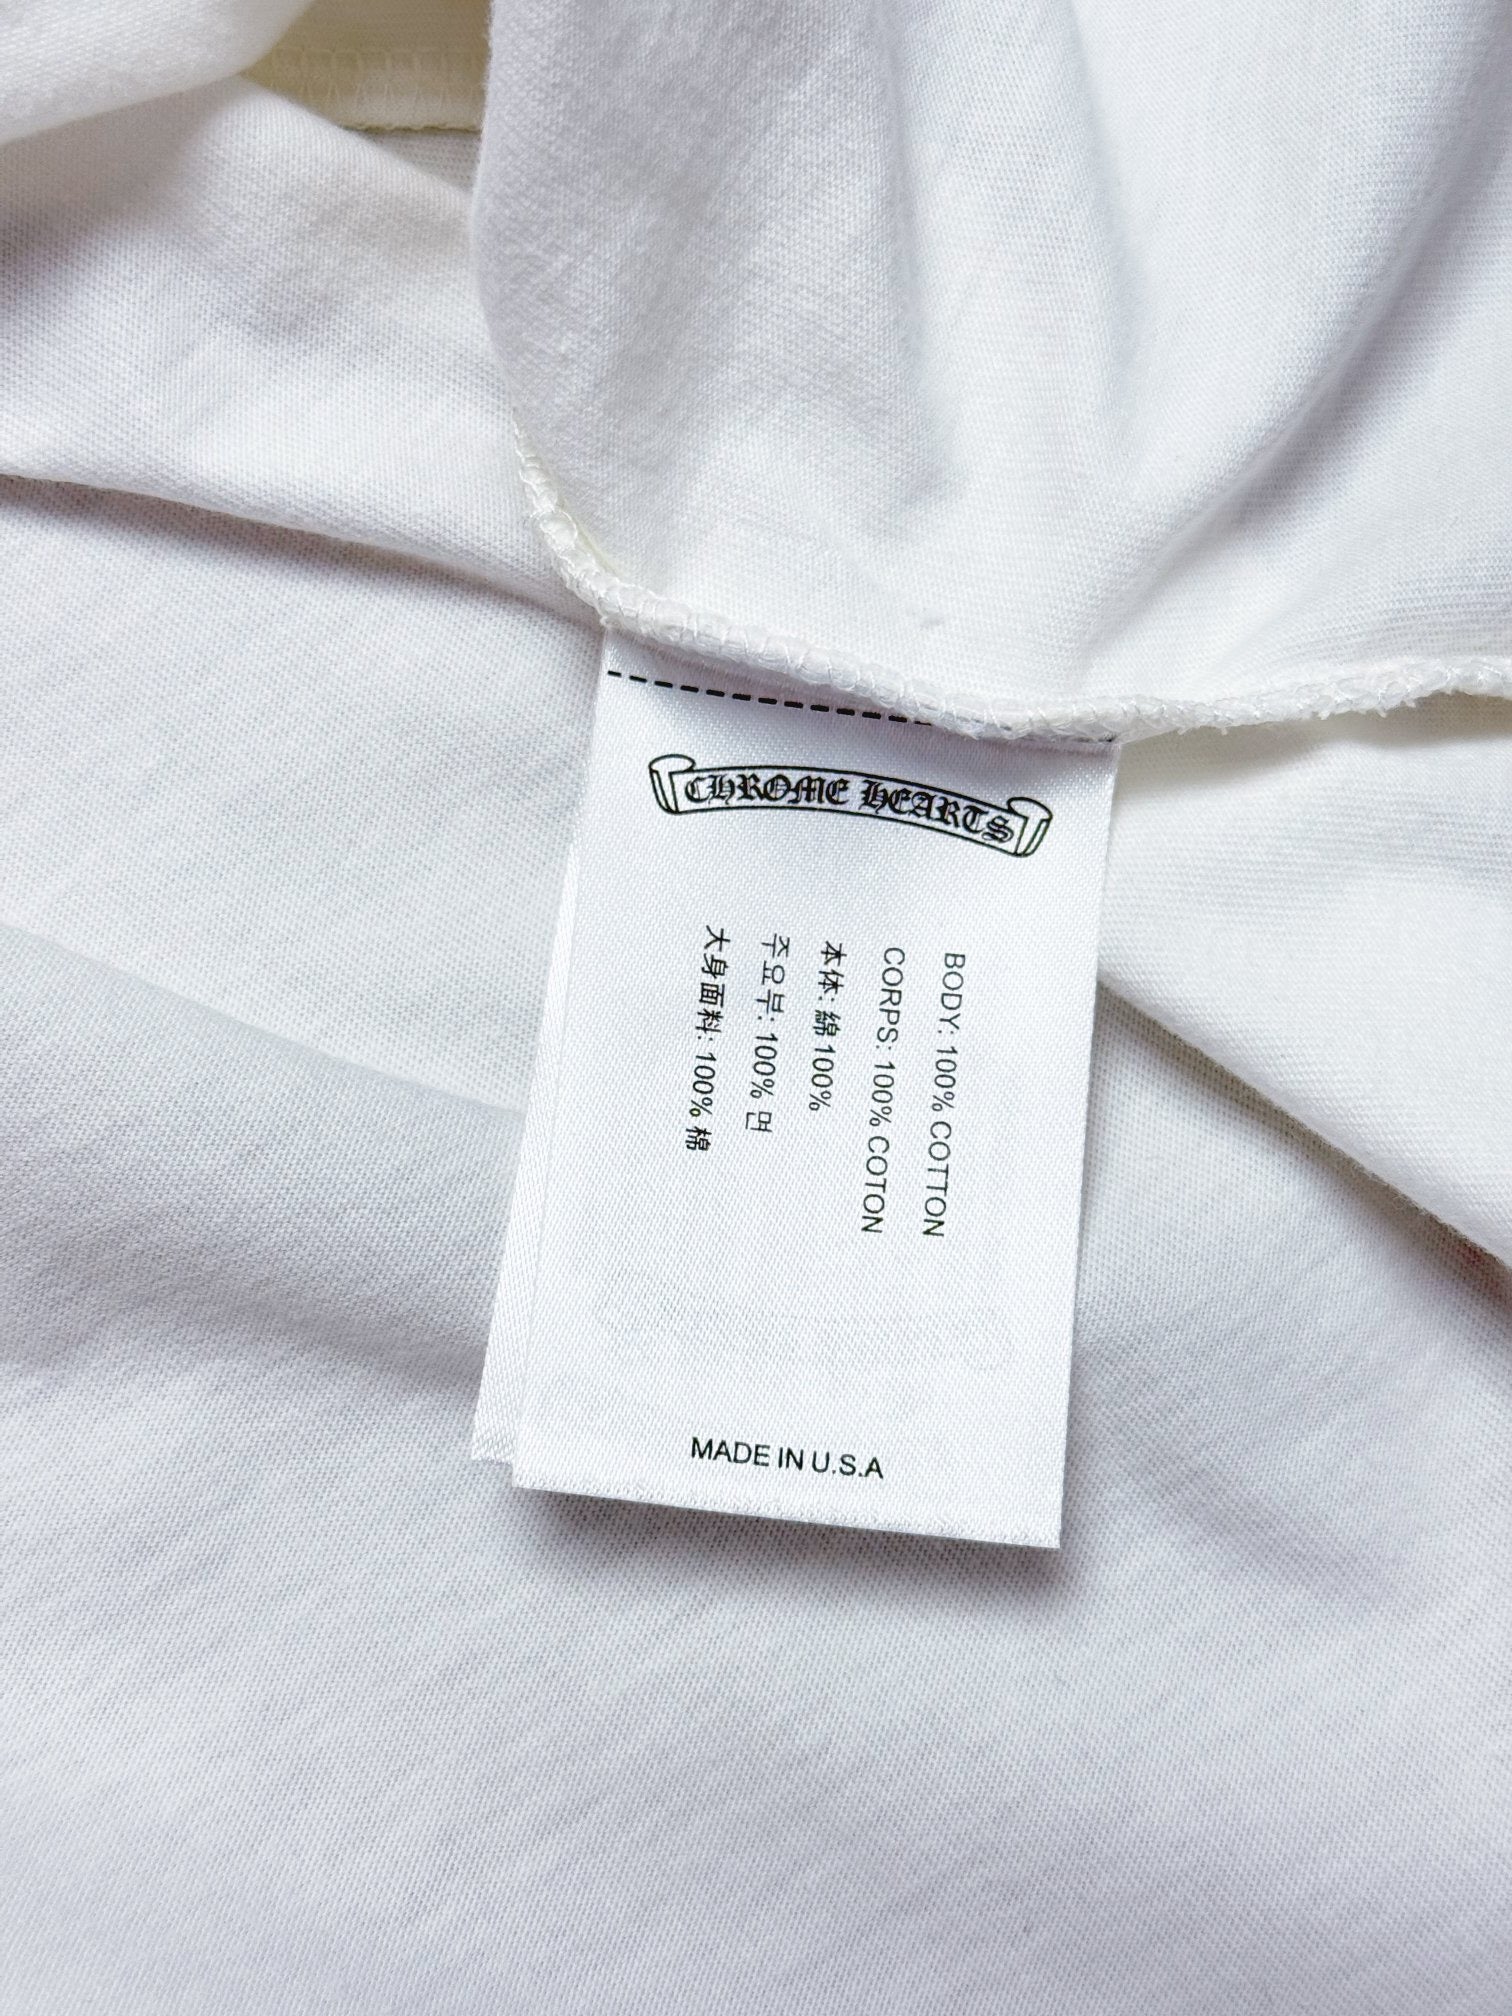 CHROME HEARTS
BODY: 100% COTTON
CORPS: 100% COTON
本体: 綿 100%
주요부: 100% 면
大身面料: 100% 棉
MADE IN U.S.A